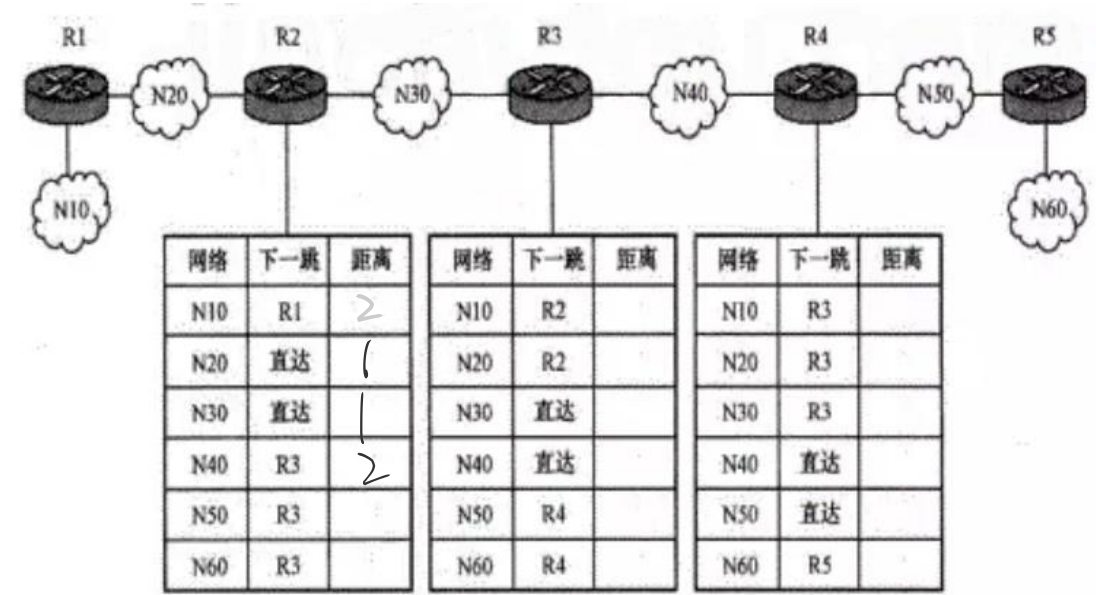 R1 R2 R3 R4 R5
N20 N30 N40 N50
N10 N60
网络 下一跳 距离 网络 下一跳 距离 网络 下一跳 距离
N10 R1 2 N10 R2 N10 R3
N20 直达 1 N20 R2 N20 R3
N30 直达 1 N30 直达 N30 R3
N40 R3 2 N40 直达 N40 直达
N50 R3 N50 R4 N50 直达
N60 R3 N60 R4 N60 R5